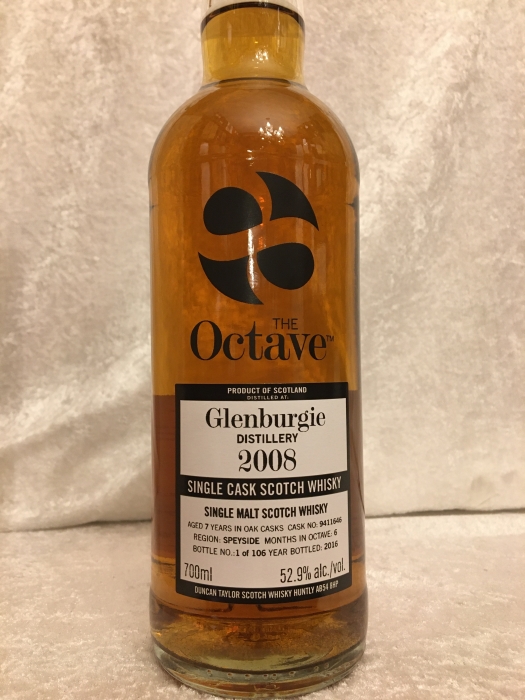 THE
Octave™
PRODUCT OF SCOTLAND
DISTILLED AT:
Glenburgie
DISTILLERY
2008
SINGLE CASK SCOTCH WHISKY
SINGLE MALT SCOTCH WHISKY
AGED 7 YEARS IN OAK CASKS CASK NO: 9411646
REGION: SPEYSIDE MONTHS IN OCTAVE: 6
BOTTLE NO.:1 of 106 YEAR BOTTLED: 2016
700ml 52.9% alc./vol.
DUNCAN TAYLOR SCOTCH WHISKY HUNTLY AB54 8HP